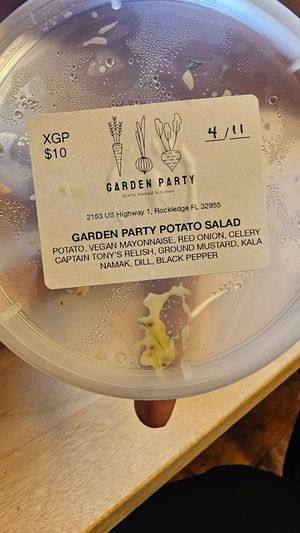 XGP
$10
4/11
GARDEN PARTY
plant based kitchen
2153 US Highway 1, Rockledge FL 32955
GARDEN PARTY POTATO SALAD
POTATO, VEGAN MAYONNAISE, RED ONION, CELERY
CAPTAIN TONY'S RELISH, GROUND MUSTARD, KALA
NAMAK, DILL, BLACK PEPPER